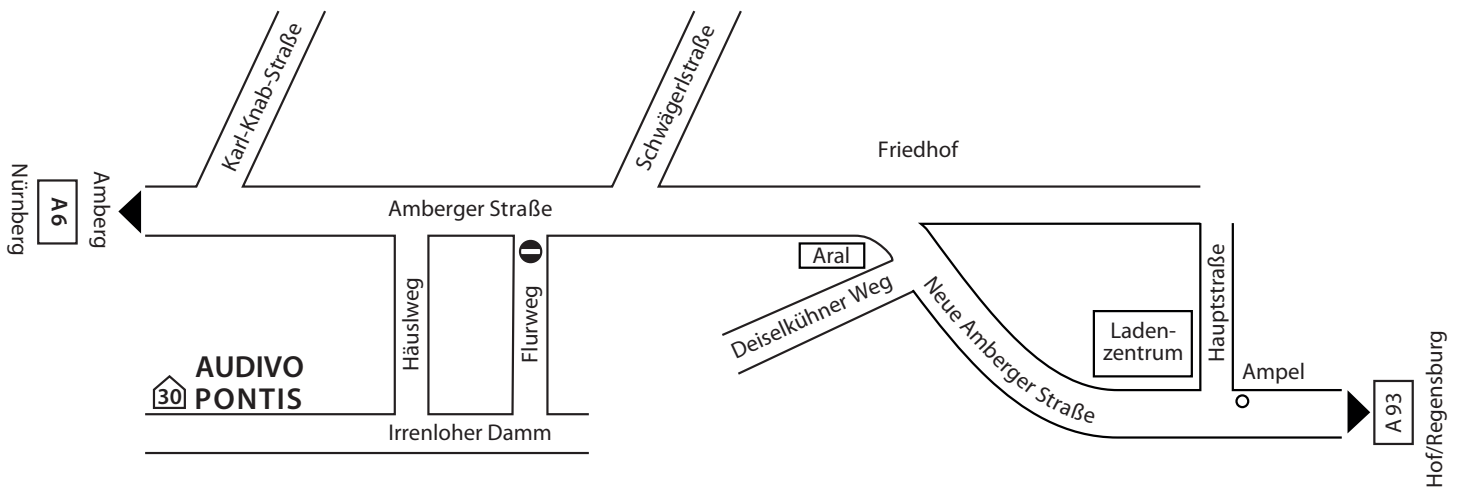 Karl-Knab-Straße
Schwägerlstraße
Friedhof
Nürnberg
A 6
Amberg
Amberger Straße
Aral
Häuslweg
Flurweg
Deiselkühner Weg
Neue Amberger Straße
Laden-
zentrum
Hauptstraße
Ampel
A 93
Hof/Regensburg
30
AUDIVO
PONTIS
Irrenloher Damm